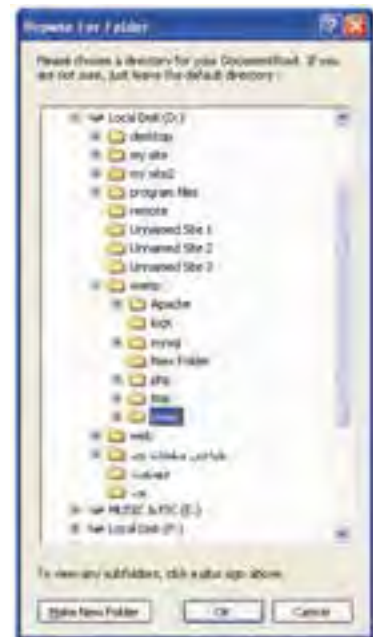 Browse For Folder
Please choose a directory for your DocumentRoot. If you
are not sure, just leave the default directory :
Local Disk (D:)
desktop
my site
my site2
program files
remote
Unnamed Site 1
Unnamed Site 2
Unnamed Site 3
wamp
Apache
mysql
New Folder
php
web
MUSIC & PIC (E:)
Local Disk (F:)
To view any subfolders, click a plus sign above.
Make New Folder
OK
Cancel